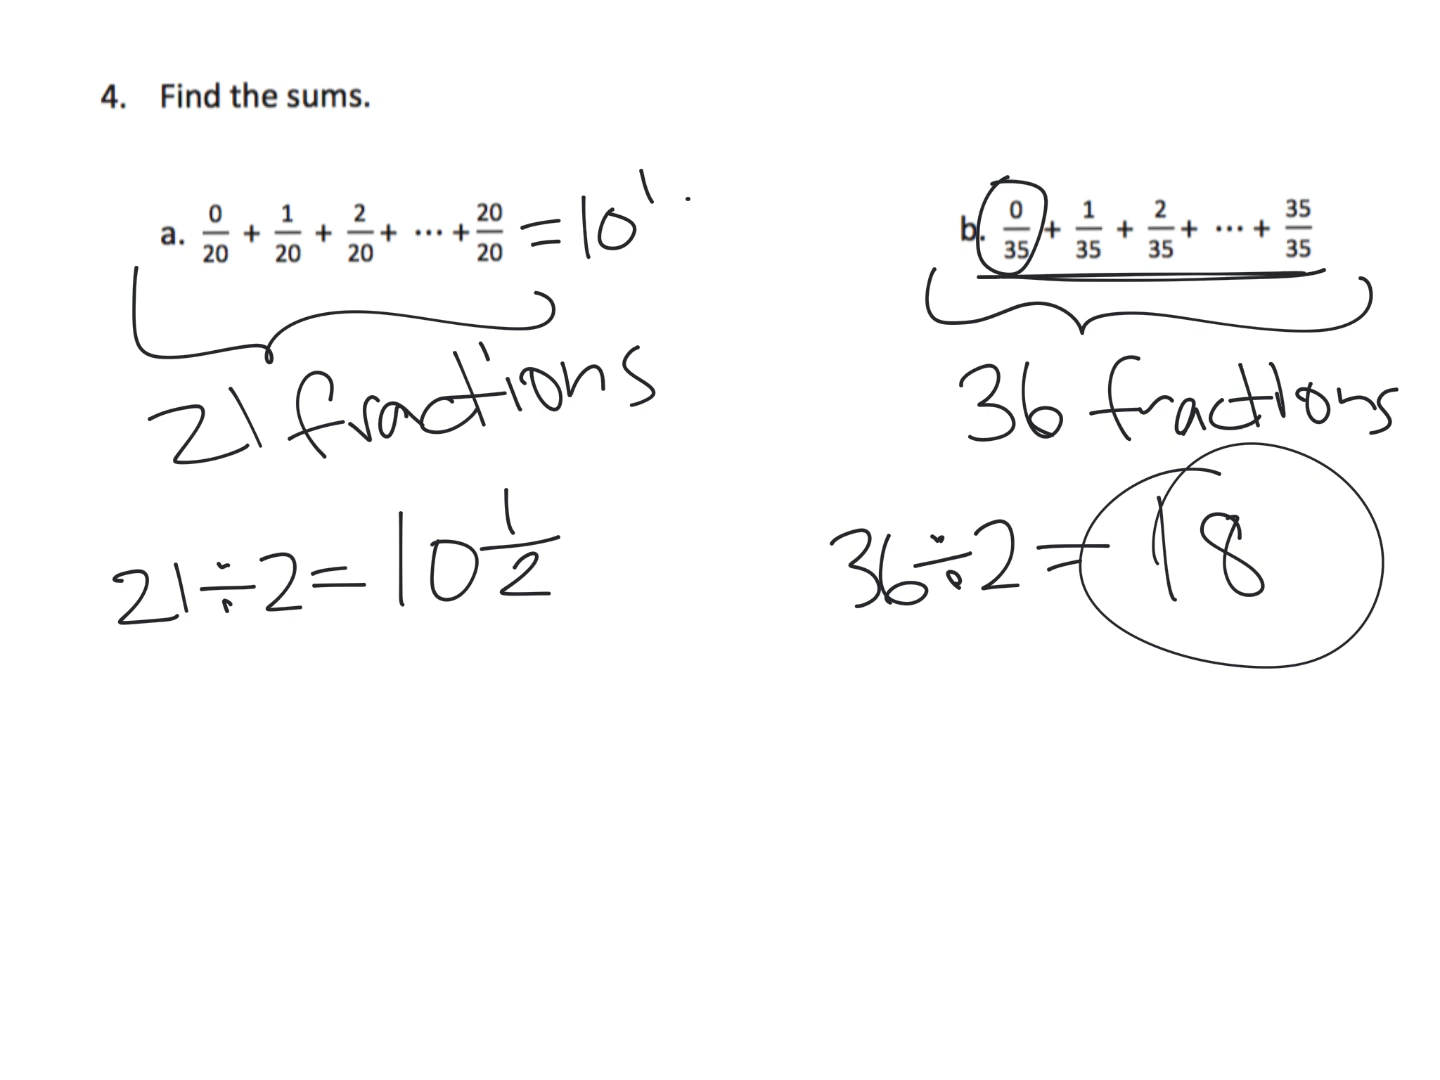 4. Find the sums.
a. 0/20 + 1/20 + 2/20 + ⋯ + 20/20 = 10 1
b. 0/35 + 1/35 + 2/35 + ⋯ + 35/35
21 fractions
36 fractions
21 ÷ 2 = 10 1/2
36 ÷ 2 = 18